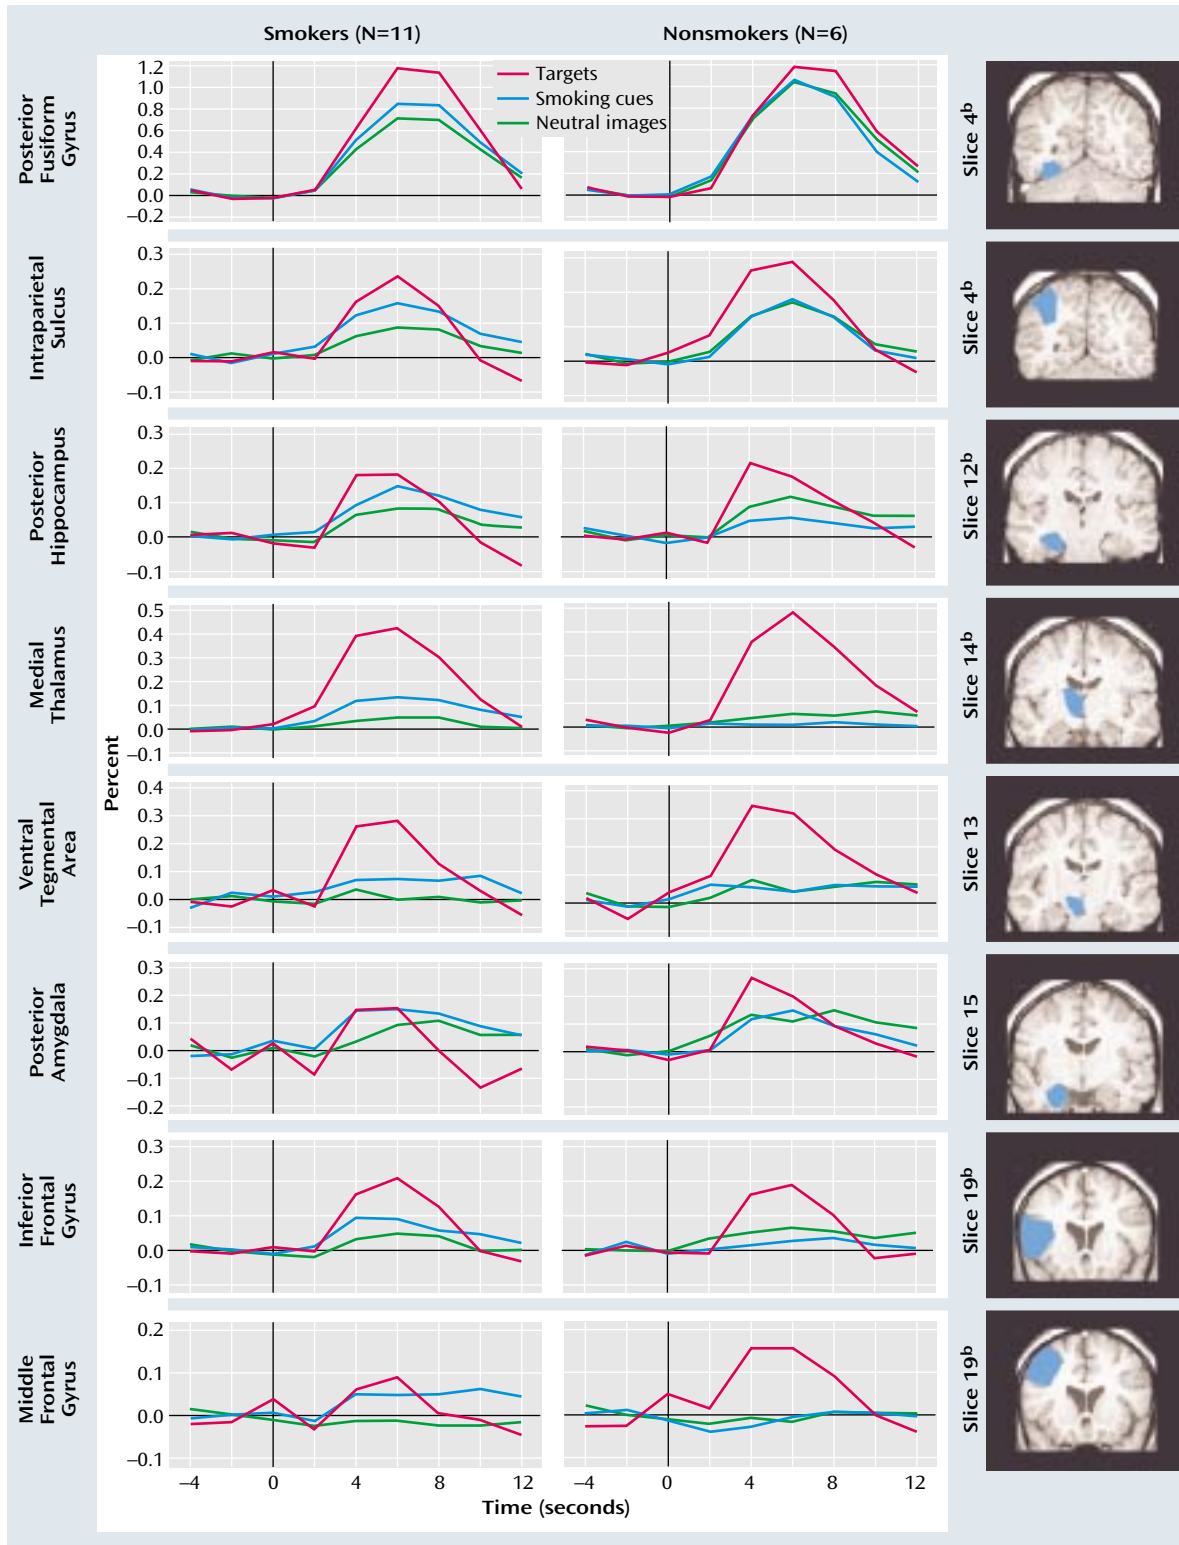 Smokers (N=11)
Nonsmokers (N=6)
Targets
Smoking cues
Neutral images
Posterior
Fusiform
Gyrus
1.2
1.0
0.8
0.6
0.4
0.2
0.0
–0.2
Slice 4b
Intraparietal
Sulcus
0.3
0.2
0.1
0.0
–0.1
Slice 4b
Posterior
Hippocampus
0.3
0.2
0.1
0.0
–0.1
Slice 12b
Medial
Thalamus
0.5
0.4
0.3
0.2
0.1
0.0
–0.1
Slice 14b
Percent
Ventral
Tegmental
Area
0.4
0.3
0.2
0.1
0.0
–0.1
Slice 13
Posterior
Amygdala
0.3
0.2
0.1
0.0
–0.1
–0.2
Slice 15
Inferior
Frontal
Gyrus
0.3
0.2
0.1
0.0
–0.1
Slice 19b
Middle
Frontal
Gyrus
0.2
0.1
0.0
–0.1
Slice 19b
–4 0 4 8 12
–4 0 4 8 12
Time (seconds)